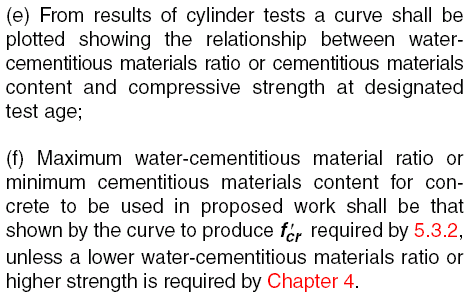 (e) From results of cylinder tests a curve shall be
plotted showing the relationship between water-
cementitious materials ratio or cementitious materials
content and compressive strength at designated
test age;
(f) Maximum water-cementitious material ratio or
minimum cementitious materials content for con-
crete to be used in proposed work shall be that
shown by the curve to produce f′cr required by 5.3.2,
unless a lower water-cementitious materials ratio or
higher strength is required by Chapter 4.